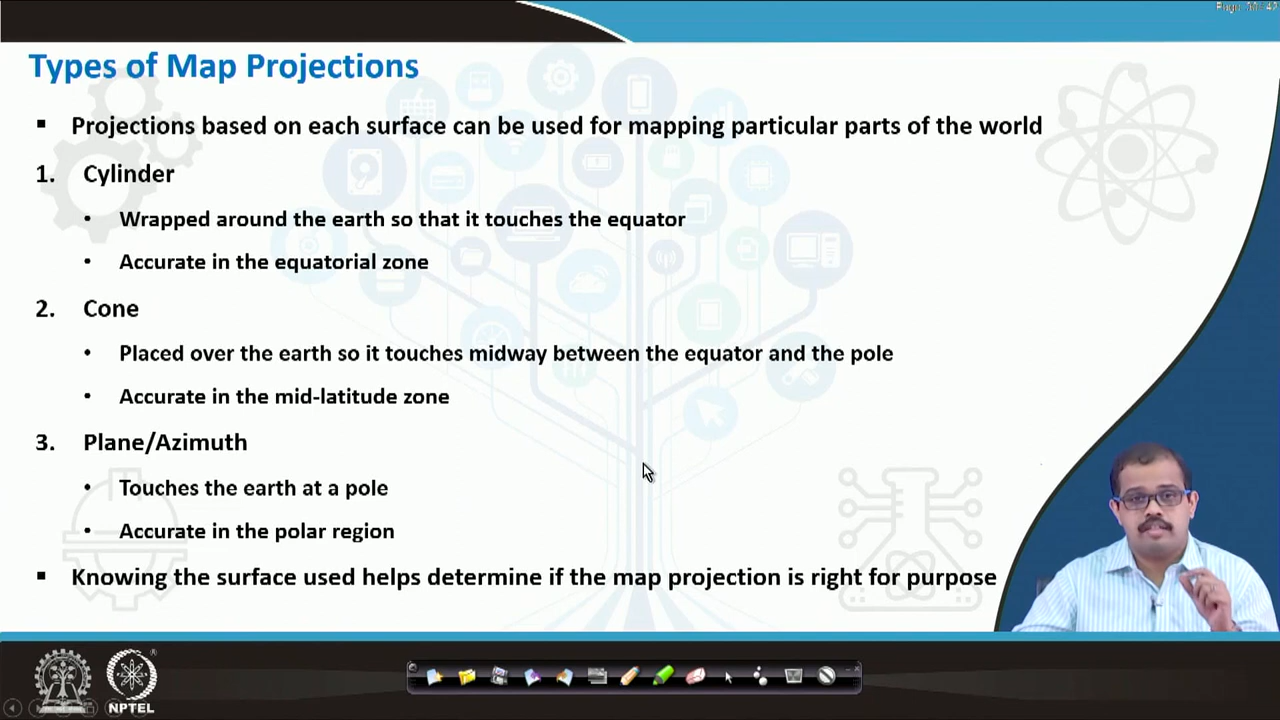 Types of Map Projections
▪ Projections based on each surface can be used for mapping particular parts of the world
1. Cylinder
• Wrapped around the earth so that it touches the equator
• Accurate in the equatorial zone
2. Cone
• Placed over the earth so it touches midway between the equator and the pole
• Accurate in the mid-latitude zone
3. Plane/Azimuth
• Touches the earth at a pole
• Accurate in the polar region
▪ Knowing the surface used helps determine if the map projection is right for purpose
NPTEL
®